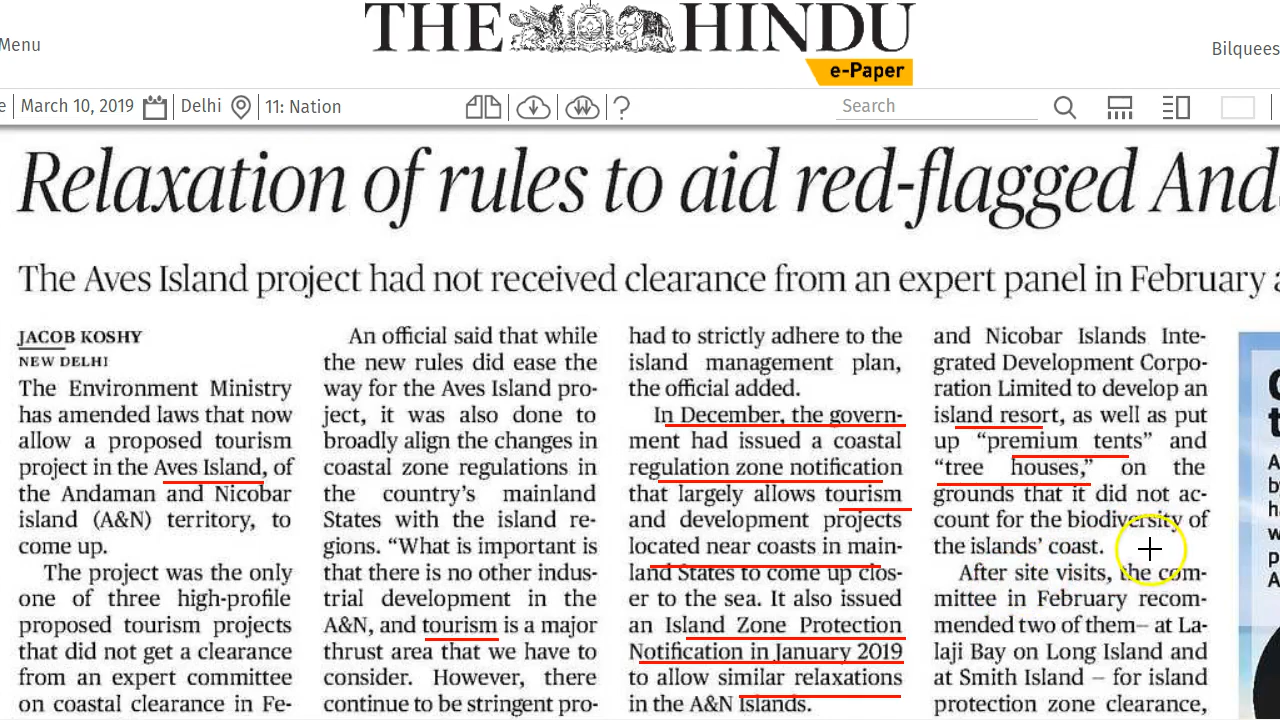 THE HINDU
e-Paper
Menu
Bilquees
e March 10, 2019 Delhi 11: Nation
Search
Relaxation of rules to aid red-flagged And
The Aves Island project had not received clearance from an expert panel in February a
JACOB KOSHY
NEW DELHI
The Environment Ministry
has amended laws that now
allow a proposed tourism
project in the Aves Island, of
the Andaman and Nicobar
island (A&N) territory, to
come up.
The project was the only
one of three high-profile
proposed tourism projects
that did not get a clearance
from an expert committee
on coastal clearance in Fe-
An official said that while
the new rules did ease the
way for the Aves Island pro-
ject, it was also done to
broadly align the changes in
coastal zone regulations in
the country's mainland
States with the island re-
gions. “What is important is
that there is no other indus-
trial development in the
A&N, and tourism is a major
thrust area that we have to
consider. However, there
continue to be stringent pro-
had to strictly adhere to the
island management plan,
the official added.
In December, the govern-
ment had issued a coastal
regulation zone notification
that largely allows tourism
and development projects
located near coasts in main-
land States to come up clos-
er to the sea. It also issued
an Island Zone Protection
Notification in January 2019
to allow similar relaxations
in the A&N Islands.
and Nicobar Islands Inte-
grated Development Corpo-
ration Limited to develop an
island resort, as well as put
up “premium tents” and
“tree houses,” on the
grounds that it did not ac-
count for the biodiversity of
the islands' coast.
After site visits, the com-
mittee in February recom-
mended two of them— at La-
laji Bay on Long Island and
at Smith Island — for island
protection zone clearance,